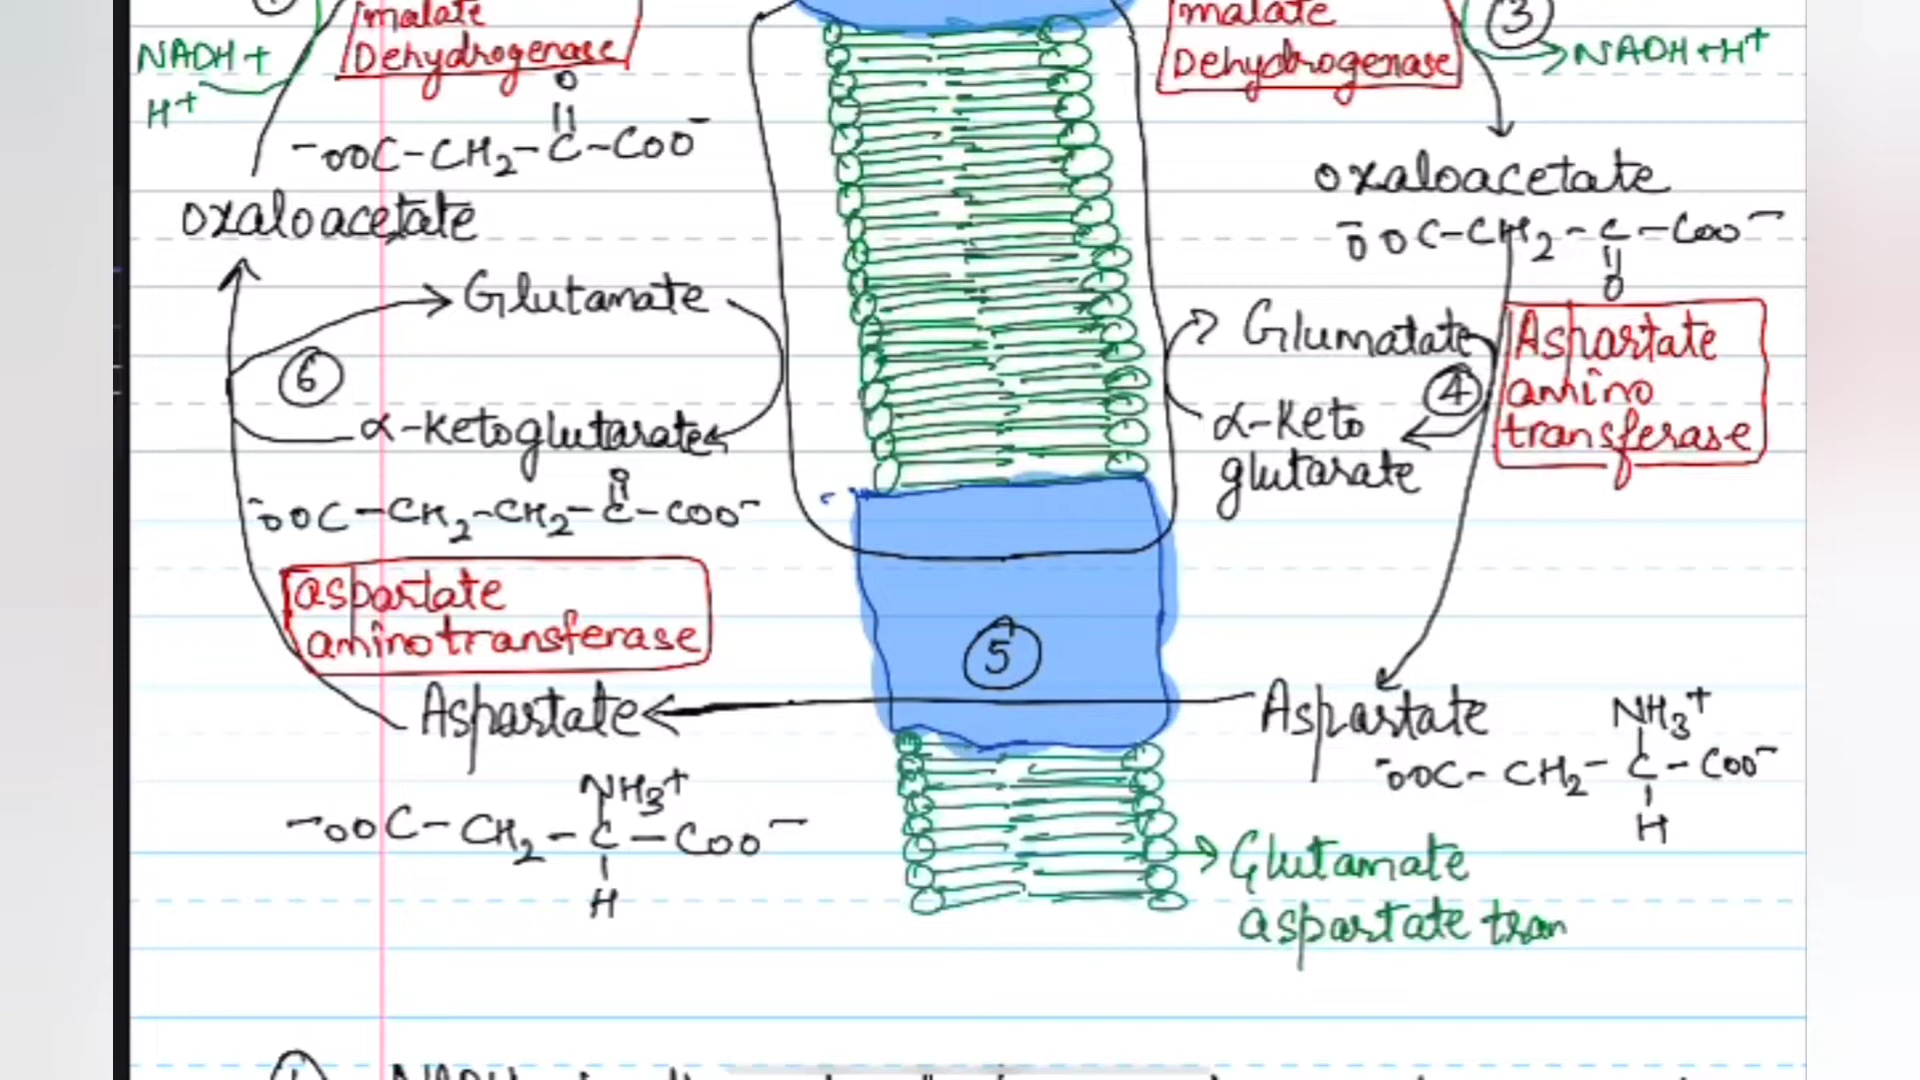 malate
Dehydrogenase
NADH +
H+
O
||
-OOC-CH2-C-COO-
oxaloacetate
Glutamate
6
α-Ketoglutarate
O
||
-OOC-CH2-CH2-C-COO-
aspartate
aminotransferase
Aspartate
NH3+
-OOC-CH2-C-COO-
H
5
malate
Dehydrogenase
3
NADH+H+
oxaloacetate
-OOC-CH2-C-COO-
||
O
Glumatate
4
α-Keto
glutarate
Aspartate
amino
transferase
Aspartate
NH3+
-OOC-CH2-C-COO-
H
Glutamate
aspartate tran